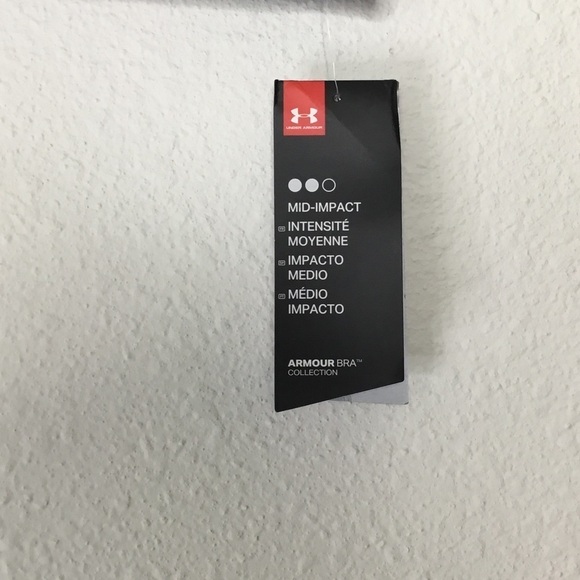 UNDER ARMOUR
MID-IMPACT
INTENSITÉ
MOYENNE
IMPACTO
MEDIO
MÉDIO
IMPACTO
ARMOUR BRA™
COLLECTION